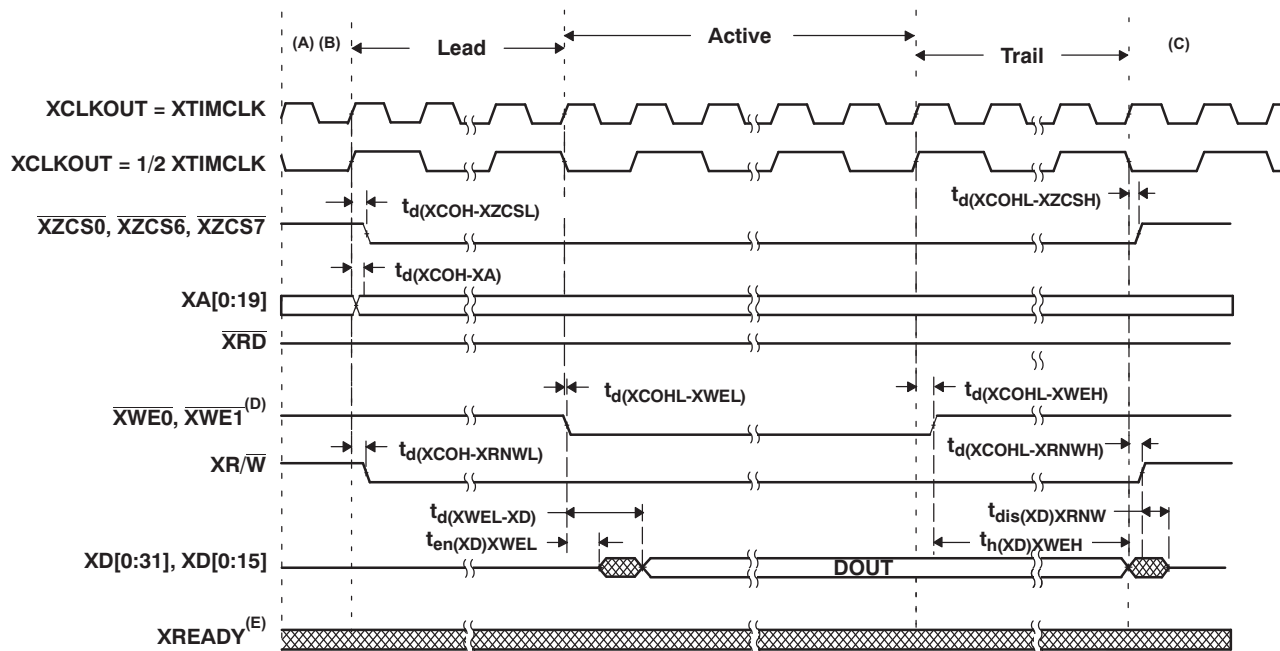 (A) (B)
Lead
Active
Trail
(C)
XCLKOUT = XTIMCLK
XCLKOUT = 1/2 XTIMCLK
td(XCOH-XZCSL)
td(XCOHL-XZCSH)
XZCS0, XZCS6, XZCS7
td(XCOH-XA)
XA[0:19]
XRD
td(XCOHL-XWEL)
td(XCOHL-XWEH)
XWE0, XWE1(D)
td(XCOH-XRNWL)
td(XCOHL-XRNWH)
XR/W
td(XWEL-XD)
tdis(XD)XRNW
ten(XD)XWEL
th(XD)XWEH
XD[0:31], XD[0:15]
DOUT
XREADY(E)